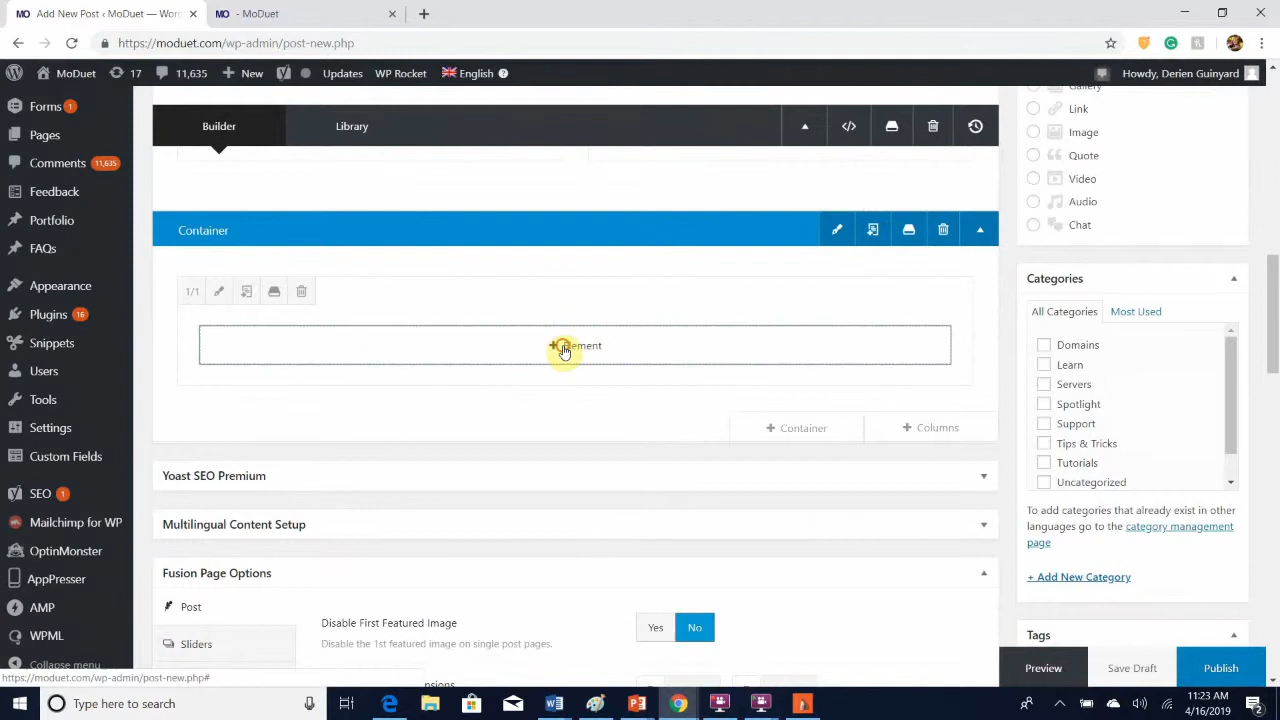 Add New Post ‹ MoDuet — Wor
- MoDuet
https://moduet.com/wp-admin/post-new.php
MoDuet
17
11,635
New
Updates
WP Rocket
English
Howdy, Derien Guinyard
Forms 1
Pages
Comments 11,635
Feedback
Portfolio
FAQs
Appearance
Plugins 16
Snippets
Users
Tools
Settings
Custom Fields
SEO 1
Mailchimp for WP
OptinMonster
AppPresser
AMP
WPML
Collapse menu
https://moduet.com/wp-admin/post-new.php#
Builder
Library
Container
1/1
+ Container
+ Columns
Yoast SEO Premium
Multilingual Content Setup
Fusion Page Options
Post
Sliders
Disable First Featured Image
Disable the 1st featured image on single post pages.
Yes
No
Gallery
Link
Image
Quote
Video
Audio
Chat
Categories
All Categories
Most Used
Domains
Learn
Servers
Spotlight
Support
Tips & Tricks
Tutorials
Uncategorized
To add categories that already exist in other
languages go to the category management
page
+ Add New Category
Tags
Preview
Save Draft
Publish
Type here to search
11:23 AM
4/16/2019
2